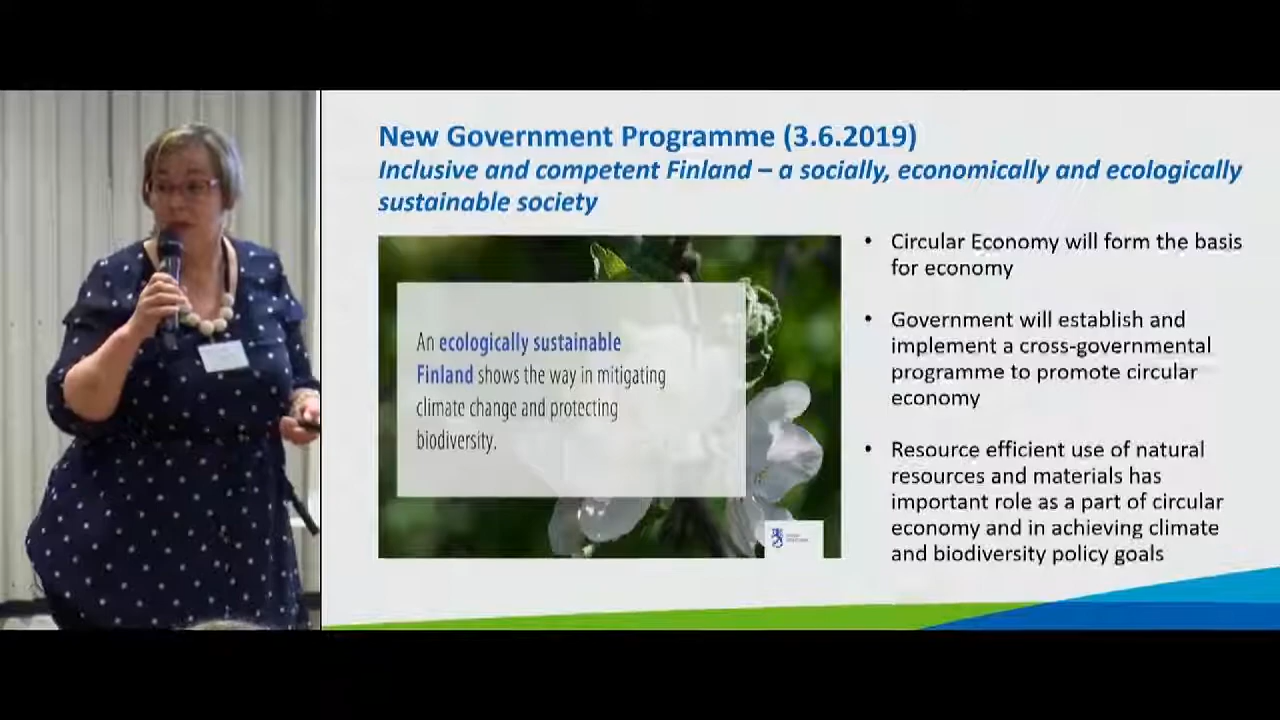 New Government Programme (3.6.2019)
Inclusive and competent Finland – a socially, economically and ecologically
sustainable society
An ecologically sustainable
Finland shows the way in mitigating
climate change and protecting
biodiversity.
• Circular Economy will form the basis
for economy
• Government will establish and
implement a cross-governmental
programme to promote circular
economy
• Resource efficient use of natural
resources and materials has
important role as a part of circular
economy and in achieving climate
and biodiversity policy goals